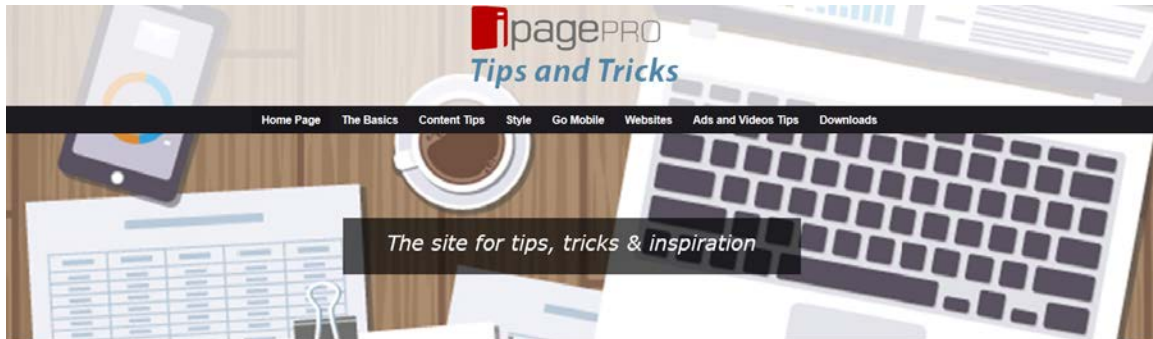 ipagePRO
Tips and Tricks
Home Page The Basics Content Tips Style Go Mobile Websites Ads and Videos Tips Downloads
The site for tips, tricks & inspiration